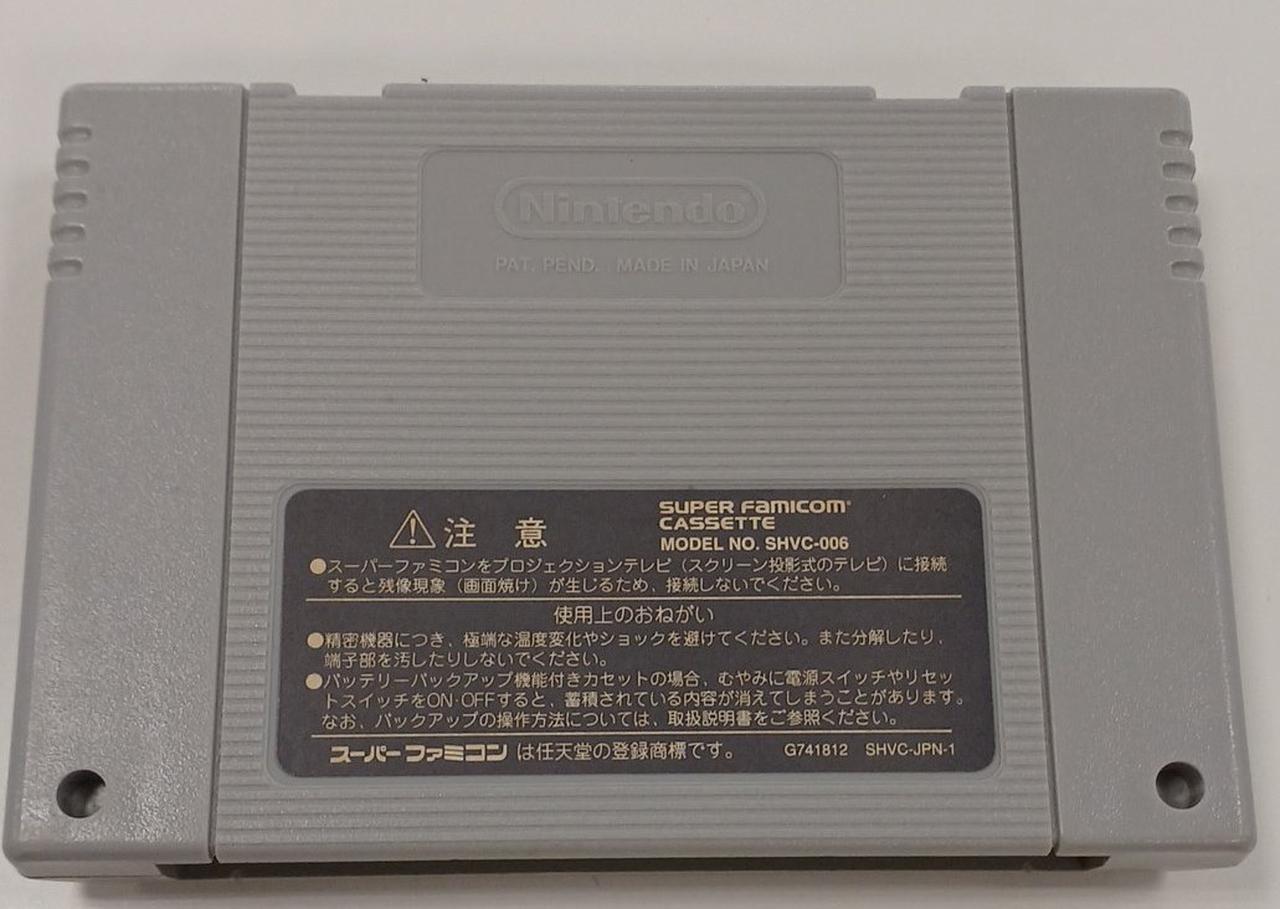 Nintendo
PAT. PEND. MADE IN JAPAN
注 意
SUPER FAMICOM
CASSETTE
MODEL NO. SHVC-006
●スーパーファミコンをプロジェクションテレビ(スクリーン投影式のテレビ)に接続
すると残像現象(画面焼け)が生じるため、接続しないでください。
使用上のおねがい
●精密機器につき、極端な温度変化やショックを避けてください。また分解したり、
端子部を汚したりしないでください。
●バッテリーバックアップ機能付きカセットの場合、むやみに電源スイッチやリセッ
トスイッチをON·OFFすると、蓄積されている内容が消えてしまうことがあります。
なお、バックアップの操作方法については、取扱説明書をご参照ください。
スーパーファミコン は任天堂の登録商標です。 G741812 SHVC-JPN-1